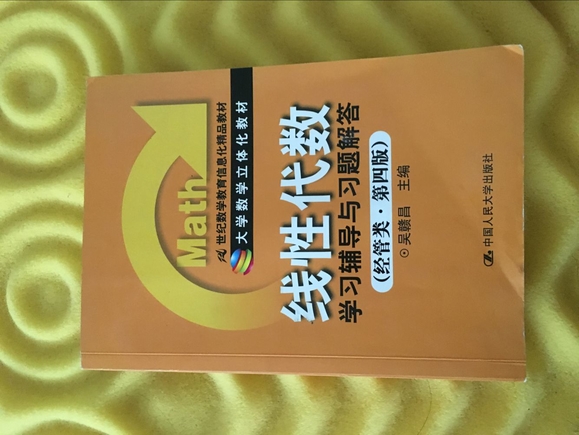 Math
21世纪数学教育信息化精品教材
大学数学立体化教材
线性代数
学习辅导与习题解答
(经管类·第四版)
⊙吴赣昌 主编
中国人民大学出版社